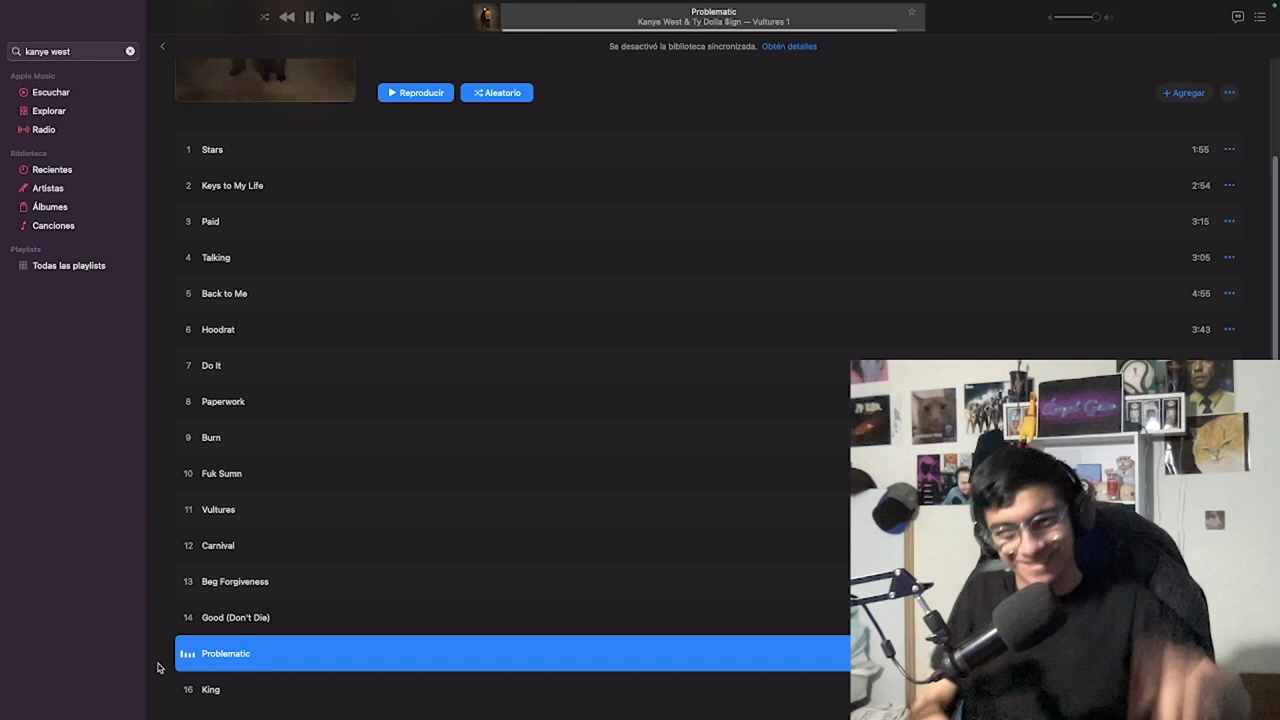 Problematic
Kanye West & Ty Dolla $ign — Vultures 1
kanye west
Se desactivó la biblioteca sincronizada. Obtén detalles
Apple Music
Escuchar
Explorar
Radio
Biblioteca
Recientes
Artistas
Álbumes
Canciones
Playlists
Todas las playlists
Reproducir
Aleatorio
+ Agregar
1 Stars 1:55
2 Keys to My Life 2:54
3 Paid 3:15
4 Talking 3:05
5 Back to Me 4:55
6 Hoodrat 3:43
7 Do It
8 Paperwork
9 Burn
10 Fuk Sumn
11 Vultures
12 Carnival
13 Beg Forgiveness
14 Good (Don't Die)
Problematic
16 King